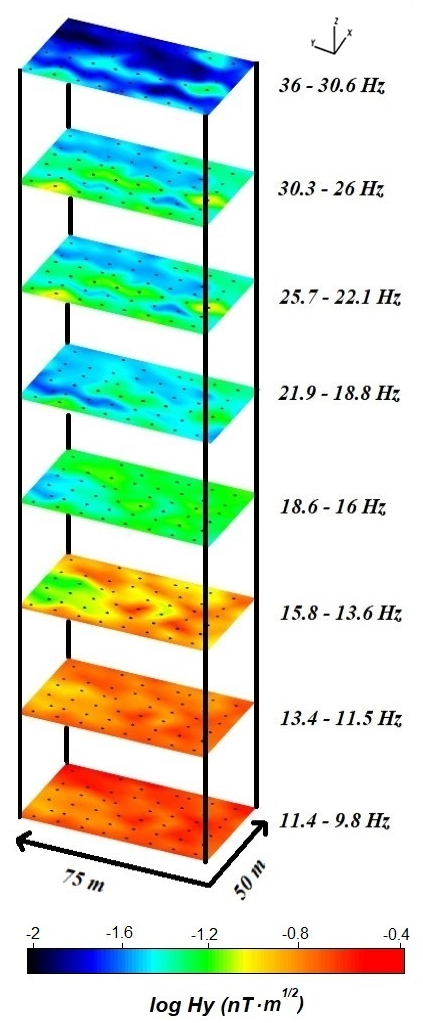 Z
Y X
36 - 30.6 Hz
30.3 - 26 Hz
25.7 - 22.1 Hz
21.9 - 18.8 Hz
18.6 - 16 Hz
15.8 - 13.6 Hz
13.4 - 11.5 Hz
11.4 - 9.8 Hz
75 m
50 m
-2 -1.6 -1.2 -0.8 -0.4
log Hy (nT·m^1/2)